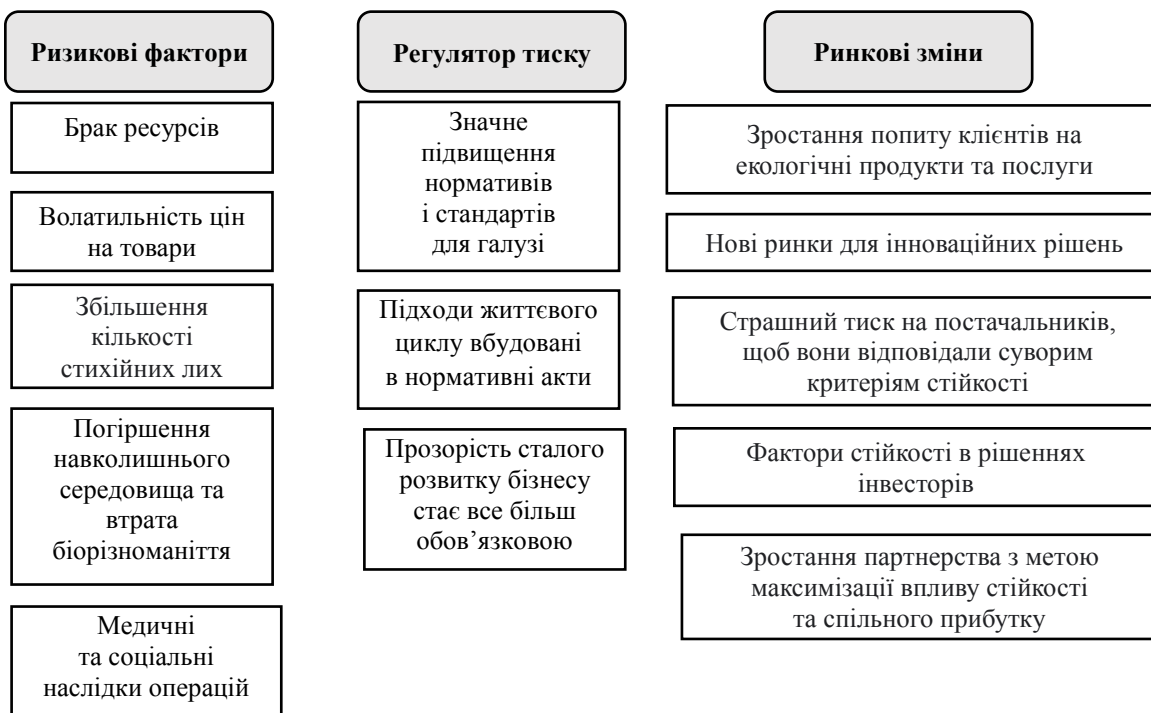 Ризикові фактори
Брак ресурсів
Волатильність цін
на товари
Збільшення
кількості
стихійних лих
Погіршення
навколишнього
середовища та
втрата
біорізноманіття
Медичні
та соціальні
наслідки операцій
Регулятор тиску
Значне
підвищення
нормативів
і стандартів
для галузі
Підходи життєвого
циклу вбудовані
в нормативні акти
Прозорість сталого
розвитку бізнесу
стає все більш
обов’язковою
Ринкові зміни
Зростання попиту клієнтів на
екологічні продукти та послуги
Нові ринки для інноваційних рішень
Страшний тиск на постачальників,
щоб вони відповідали суворим
критеріям стійкості
Фактори стійкості в рішеннях
інвесторів
Зростання партнерства з метою
максимізації впливу стійкості
та спільного прибутку